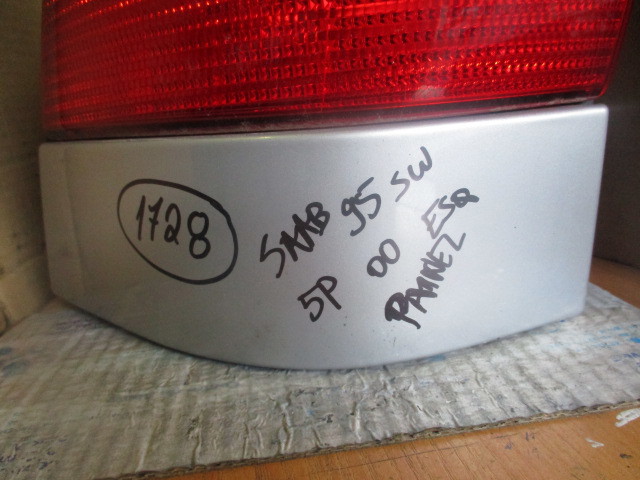 1728
SAAB 95 SW
5P 00 ESQ
PAINEL